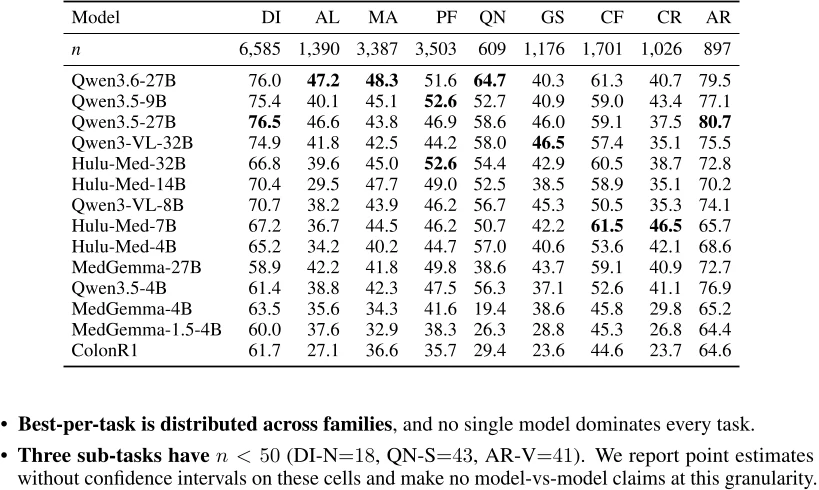 Model DI AL MA PF QN GS CF CR AR
n 6,585 1,390 3,387 3,503 609 1,176 1,701 1,026 897
Qwen3.6-27B 76.0 47.2 48.3 51.6 64.7 40.3 61.3 40.7 79.5
Qwen3.5-9B 75.4 40.1 45.1 52.6 52.7 40.9 59.0 43.4 77.1
Qwen3.5-27B 76.5 46.6 43.8 46.9 58.6 46.0 59.1 37.5 80.7
Qwen3-VL-32B 74.9 41.8 42.5 44.2 58.0 46.5 57.4 35.1 75.5
Hulu-Med-32B 66.8 39.6 45.0 52.6 54.4 42.9 60.5 38.7 72.8
Hulu-Med-14B 70.4 29.5 47.7 49.0 52.5 38.5 58.9 35.1 70.2
Qwen3-VL-8B 70.7 38.2 43.9 46.2 56.7 45.3 50.5 35.3 74.1
Hulu-Med-7B 67.2 36.7 44.5 46.2 50.7 42.2 61.5 46.5 65.7
Hulu-Med-4B 65.2 34.2 40.2 44.7 57.0 40.6 53.6 42.1 68.6
MedGemma-27B 58.9 42.2 41.8 49.8 38.6 43.7 59.1 40.9 72.7
Qwen3.5-4B 61.4 38.8 42.3 47.5 56.3 37.1 52.6 41.1 76.9
MedGemma-4B 63.5 35.6 34.3 41.6 19.4 38.6 45.8 29.8 65.2
MedGemma-1.5-4B 60.0 37.6 32.9 38.3 26.3 28.8 45.3 26.8 64.4
ColonR1 61.7 27.1 36.6 35.7 29.4 23.6 44.6 23.7 64.6
• Best-per-task is distributed across families, and no single model dominates every task.
• Three sub-tasks have n < 50 (DI-N=18, QN-S=43, AR-V=41). We report point estimates
without confidence intervals on these cells and make no model-vs-model claims at this granularity.